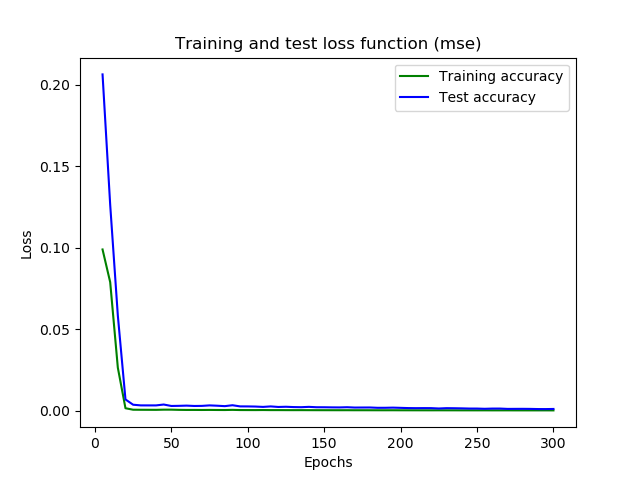 Training and test loss function (mse)
Training accuracy
Test accuracy
0.20
0.15
0.10
0.05
0.00
Loss
0
50
100
150
200
250
300
Epochs